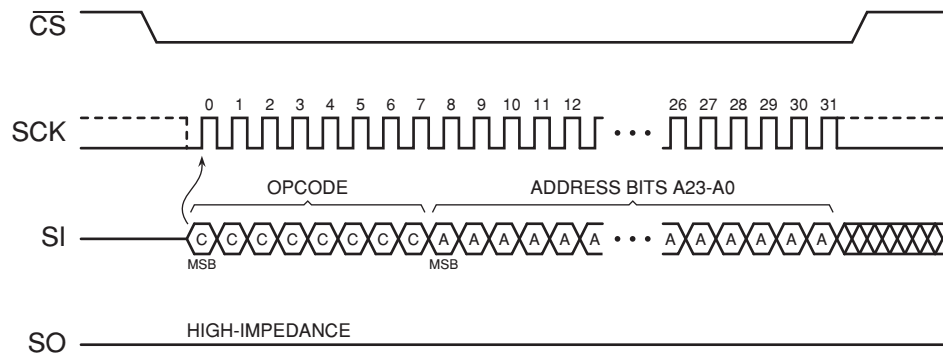 CS
0 1 2 3 4 5 6 7 8 9 10 11 12 26 27 28 29 30 31
SCK • • •
OPCODE ADDRESS BITS A23-A0
SI C C C C C C C C A A A A A A • • • A A A A A A
MSB MSB
HIGH-IMPEDANCE
SO